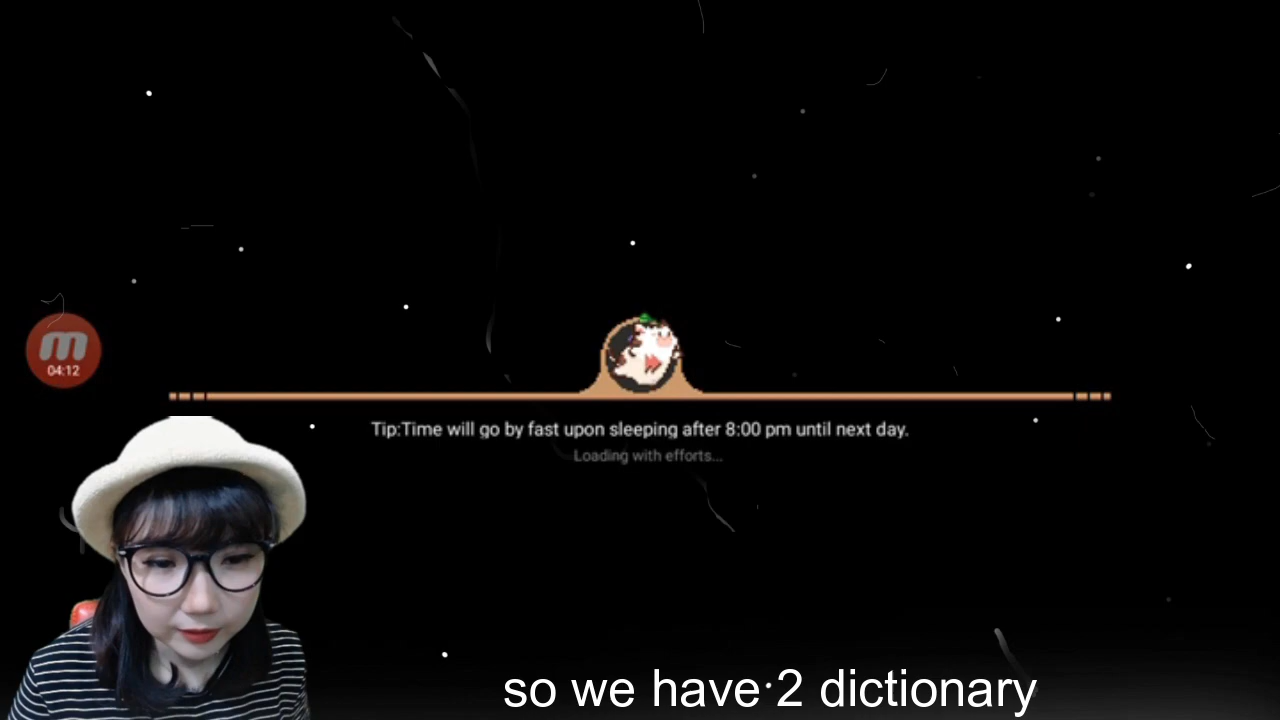 m
04:12
Tip:Time will go by fast upon sleeping after 8:00 pm until next day.
Loading with efforts...
so we have 2 dictionary